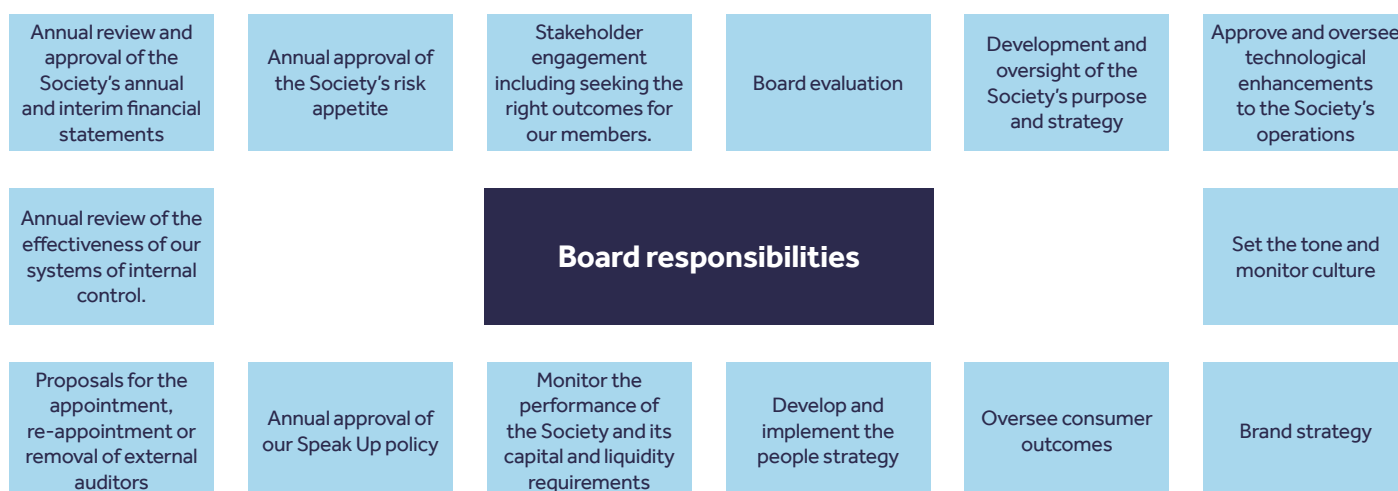 Annual review and
approval of the
Society's annual
and interim financial
statements
Annual approval of
the Society's risk
appetite
Stakeholder
engagement
including seeking the
right outcomes for
our members.
Board evaluation
Development and
oversight of the
Society's purpose
and strategy
Approve and oversee
technological
enhancements
to the Society's
operations
Annual review of the
effectiveness of our
systems of internal
control.
Board responsibilities
Set the tone and
monitor culture
Proposals for the
appointment,
re-appointment or
removal of external
auditors
Annual approval of
our Speak Up policy
Monitor the
performance of
the Society and its
capital and liquidity
requirements
Develop and
implement the
people strategy
Oversee consumer
outcomes
Brand strategy